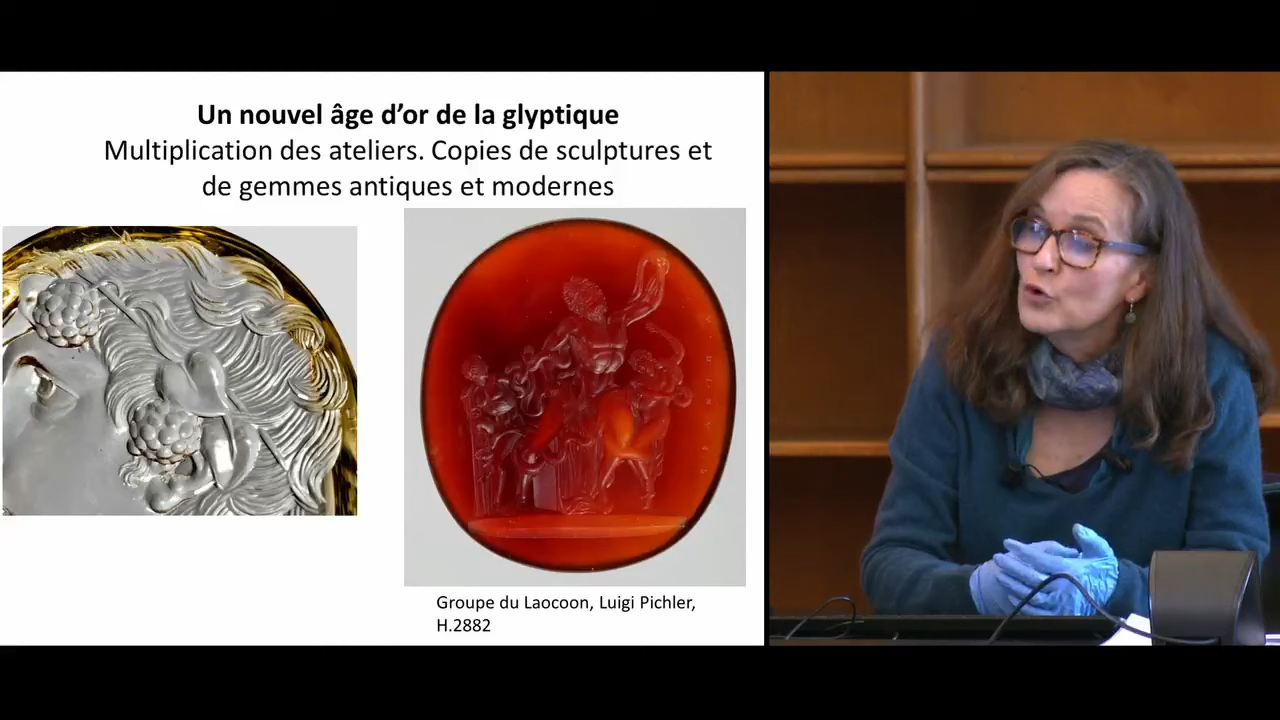 Un nouvel âge d’or de la glyptique
Multiplication des ateliers. Copies de sculptures et
de gemmes antiques et modernes
Groupe du Laocoon, Luigi Pichler,
H.2882